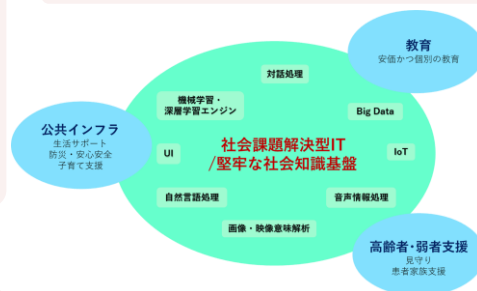 教育
安価かつ個別の教育
対話処理
機械学習・
深層学習エンジン
Big Data
公共インフラ
生活サポート
防災・安心安全
子育て支援
UI
社会課題解決型IT
/堅牢な社会知識基盤
IoT
自然言語処理
音声情報処理
画像・映像意味解析
高齢者・弱者支援
見守り
患者家族支援